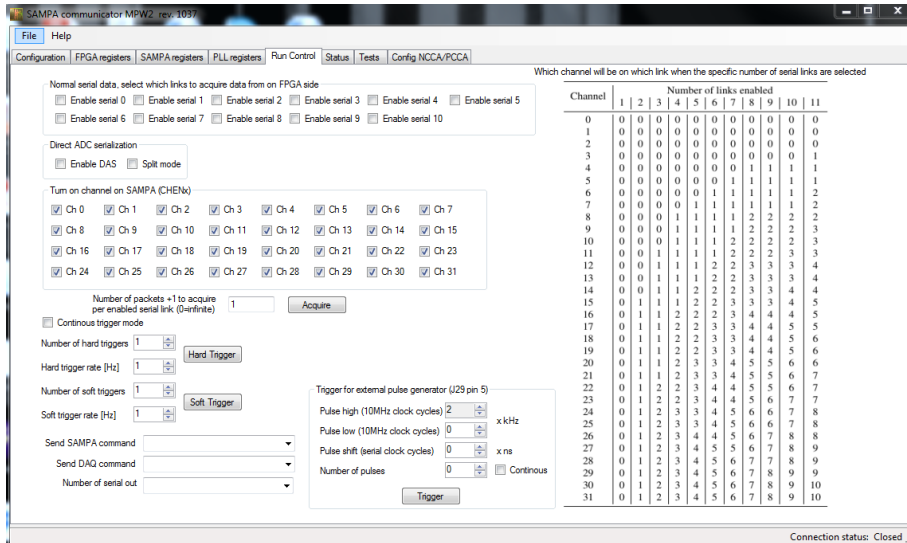 SAMPA communicator MPW2 rev. 1037
File Help
Configuration FPGA registers SAMPA registers PLL registers Run Control Status Tests Config NCCA/PCCA
Which channel will be on which link when the specific number of serial links are selected
Normal serial data, select which links to acquire data from on FPGA side
Enable serial 0 Enable serial 1 Enable serial 2 Enable serial 3 Enable serial 4 Enable serial 5
Enable serial 6 Enable serial 7 Enable serial 8 Enable serial 9 Enable serial 10
Direct ADC serialization
Enable DAS Split mode
Turn on channel on SAMPA (CHENx)
Ch 0 Ch 1 Ch 2 Ch 3 Ch 4 Ch 5 Ch 6 Ch 7
Ch 8 Ch 9 Ch 10 Ch 11 Ch 12 Ch 13 Ch 14 Ch 15
Ch 16 Ch 17 Ch 18 Ch 19 Ch 20 Ch 21 Ch 22 Ch 23
Ch 24 Ch 25 Ch 26 Ch 27 Ch 28 Ch 29 Ch 30 Ch 31
Number of packets +1 to acquire
per enabled serial link (0=infinite) 1 Acquire
Continous trigger mode
Number of hard triggers 1
Hard Trigger
Hard trigger rate [Hz] 1
Number of soft triggers 1
Soft Trigger
Soft trigger rate [Hz] 1
Send SAMPA command
Send DAQ command
Number of serial out
Trigger for external pulse generator (J29 pin 5)
Pulse high (10MHz clock cycles) 2
x kHz
Pulse low (10MHz clock cycles) 0
Pulse shift (serial clock cycles) 0 x ns
Number of pulses 0 Continous
Trigger
Number of links enabled
Channel 1 2 3 4 5 6 7 8 9 10 11
0 0 0 0 0 0 0 0 0 0 0 0
1 0 0 0 0 0 0 0 0 0 0 0
2 0 0 0 0 0 0 0 0 0 0 0
3 0 0 0 0 0 0 0 0 0 0 1
4 0 0 0 0 0 0 0 1 1 1 1
5 0 0 0 0 0 0 1 1 1 1 1
6 0 0 0 0 0 1 1 1 1 1 2
7 0 0 0 0 1 1 1 1 1 1 2
8 0 0 0 1 1 1 1 2 2 2 2
9 0 0 0 1 1 1 1 2 2 2 3
10 0 0 0 1 1 1 2 2 2 2 3
11 0 0 0 1 1 1 2 2 2 3 3
12 0 0 1 1 1 2 2 3 3 3 4
13 0 0 1 1 1 2 2 3 3 3 4
14 0 0 1 1 2 2 2 3 3 4 4
15 0 1 1 1 2 2 3 3 3 4 5
16 0 1 1 2 2 2 3 4 4 4 5
17 0 1 1 2 2 3 3 4 4 5 5
18 0 1 1 2 2 3 3 4 4 5 6
19 0 1 1 2 2 3 3 4 4 5 6
20 0 1 1 2 3 3 4 5 5 5 6
21 0 1 1 2 3 3 4 5 5 6 7
22 0 1 2 2 3 4 4 5 5 6 7
23 0 1 2 2 3 4 4 5 6 7 7
24 0 1 2 3 3 4 5 6 6 7 8
25 0 1 2 3 3 4 5 6 6 7 8
26 0 1 2 3 4 4 5 6 7 8 8
27 0 1 2 3 4 5 5 6 7 8 9
28 0 1 2 3 4 5 6 7 7 8 9
29 0 1 2 3 4 5 6 7 8 9 9
30 0 1 2 3 4 5 6 7 8 9 10
31 0 1 2 3 4 5 6 7 8 9 10
Connection status: Closed